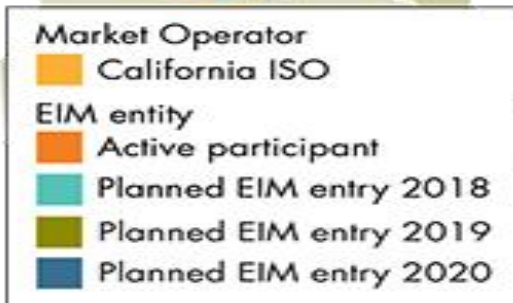 Market Operator
California ISO
EIM entity
Active participant
Planned EIM entry 2018
Planned EIM entry 2019
Planned EIM entry 2020